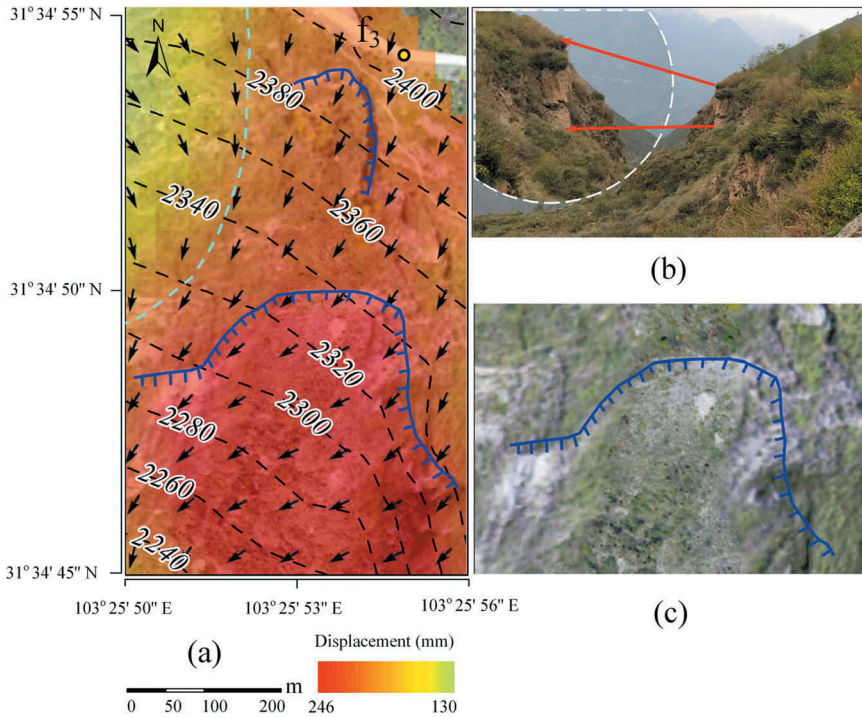 31° 34' 55" N
N
f3
2400
2380
2360
2340
31° 34' 50" N
2320
2300
2280
2260
2240
31° 34' 45" N
103° 25' 50" E
103° 25' 53" E
103° 25' 56" E
(a)
Displacement (mm)
m
0
50
100
200
246
130
(b)
(c)